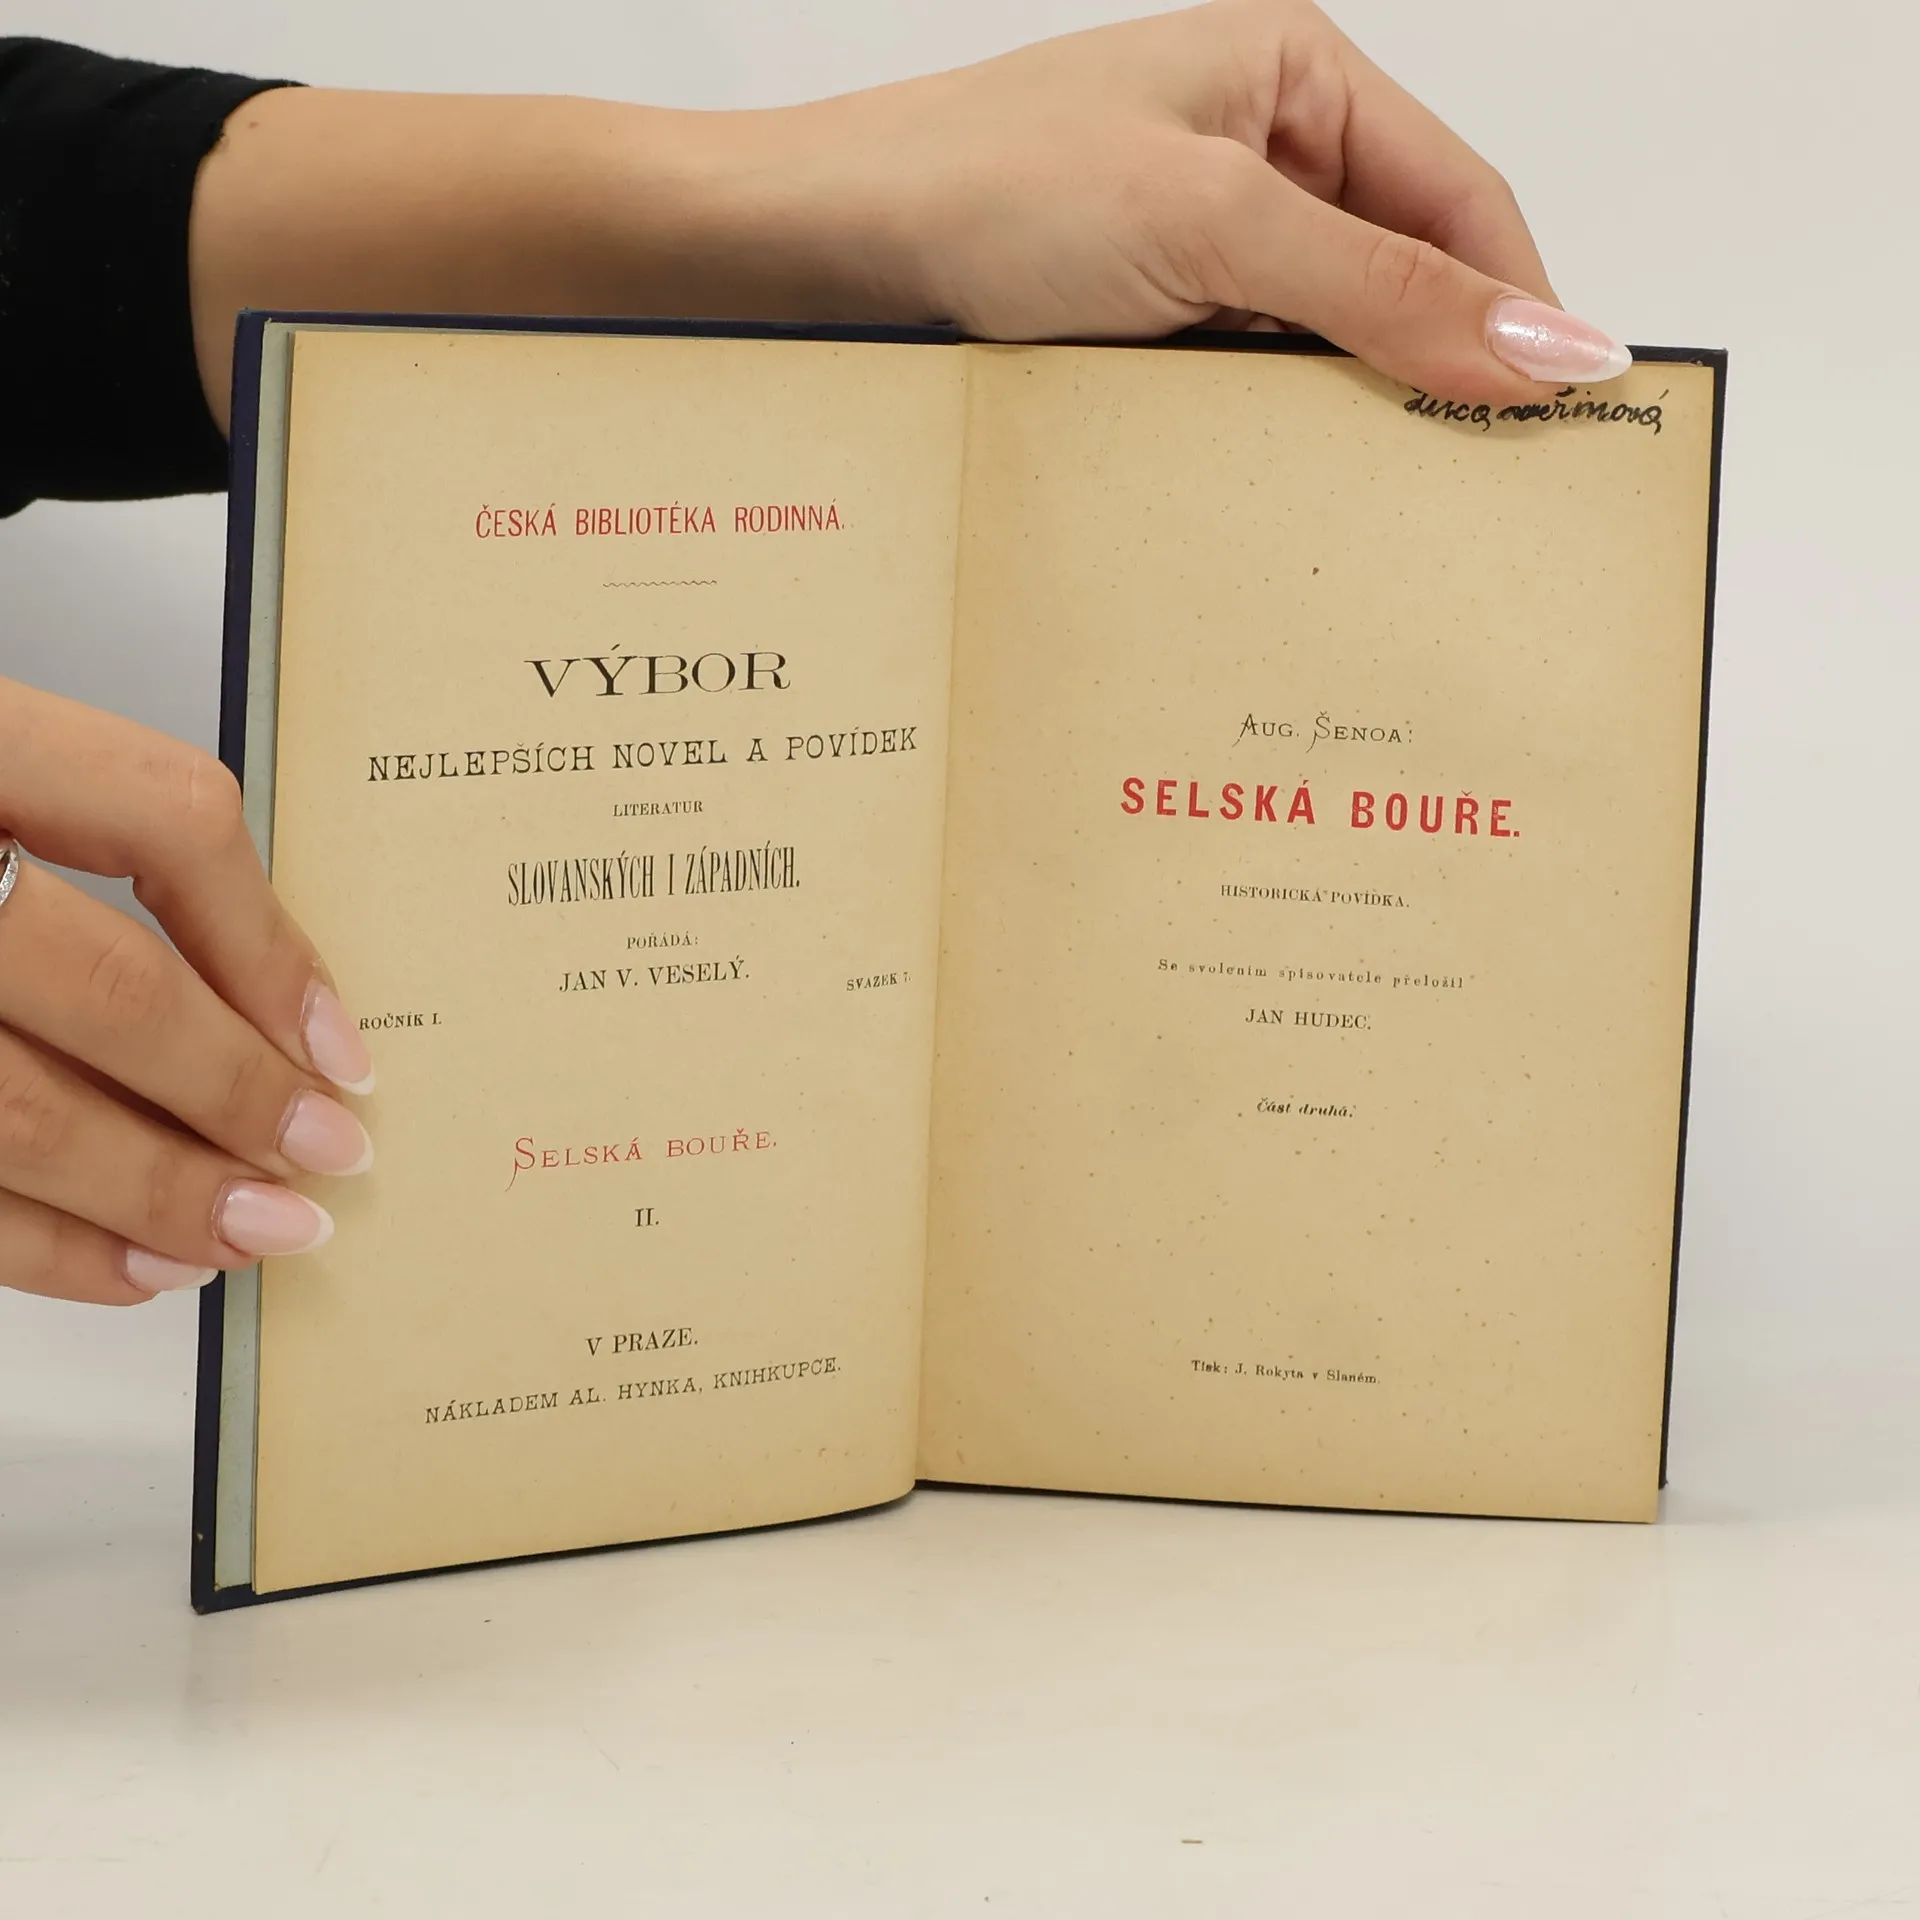 ČESKÁ BIBLIOTÉKA RODINNÁ.
VÝBOR
NEJLEPŠÍCH NOVEL A POVÍDEK
LITERATUR
SLOVANSKÝCH I ZÁPADNÍCH.
POŘÁDÁ:
JAN V. VESELÝ.
ROČNÍK I.
SVAZEK 7.
SELSKÁ BOUŘE.
II.
V PRAZE.
NÁKLADEM AL. HYNKA, KNIHKUPCE.
AUG. ŠENOA:
SELSKÁ BOUŘE.
HISTORICKÁ POVÍDKA.
Se svolením spisovatele přeložil
JAN HUDEC.
Část druhá.
Tisk: J. Rokyta v Slaném.